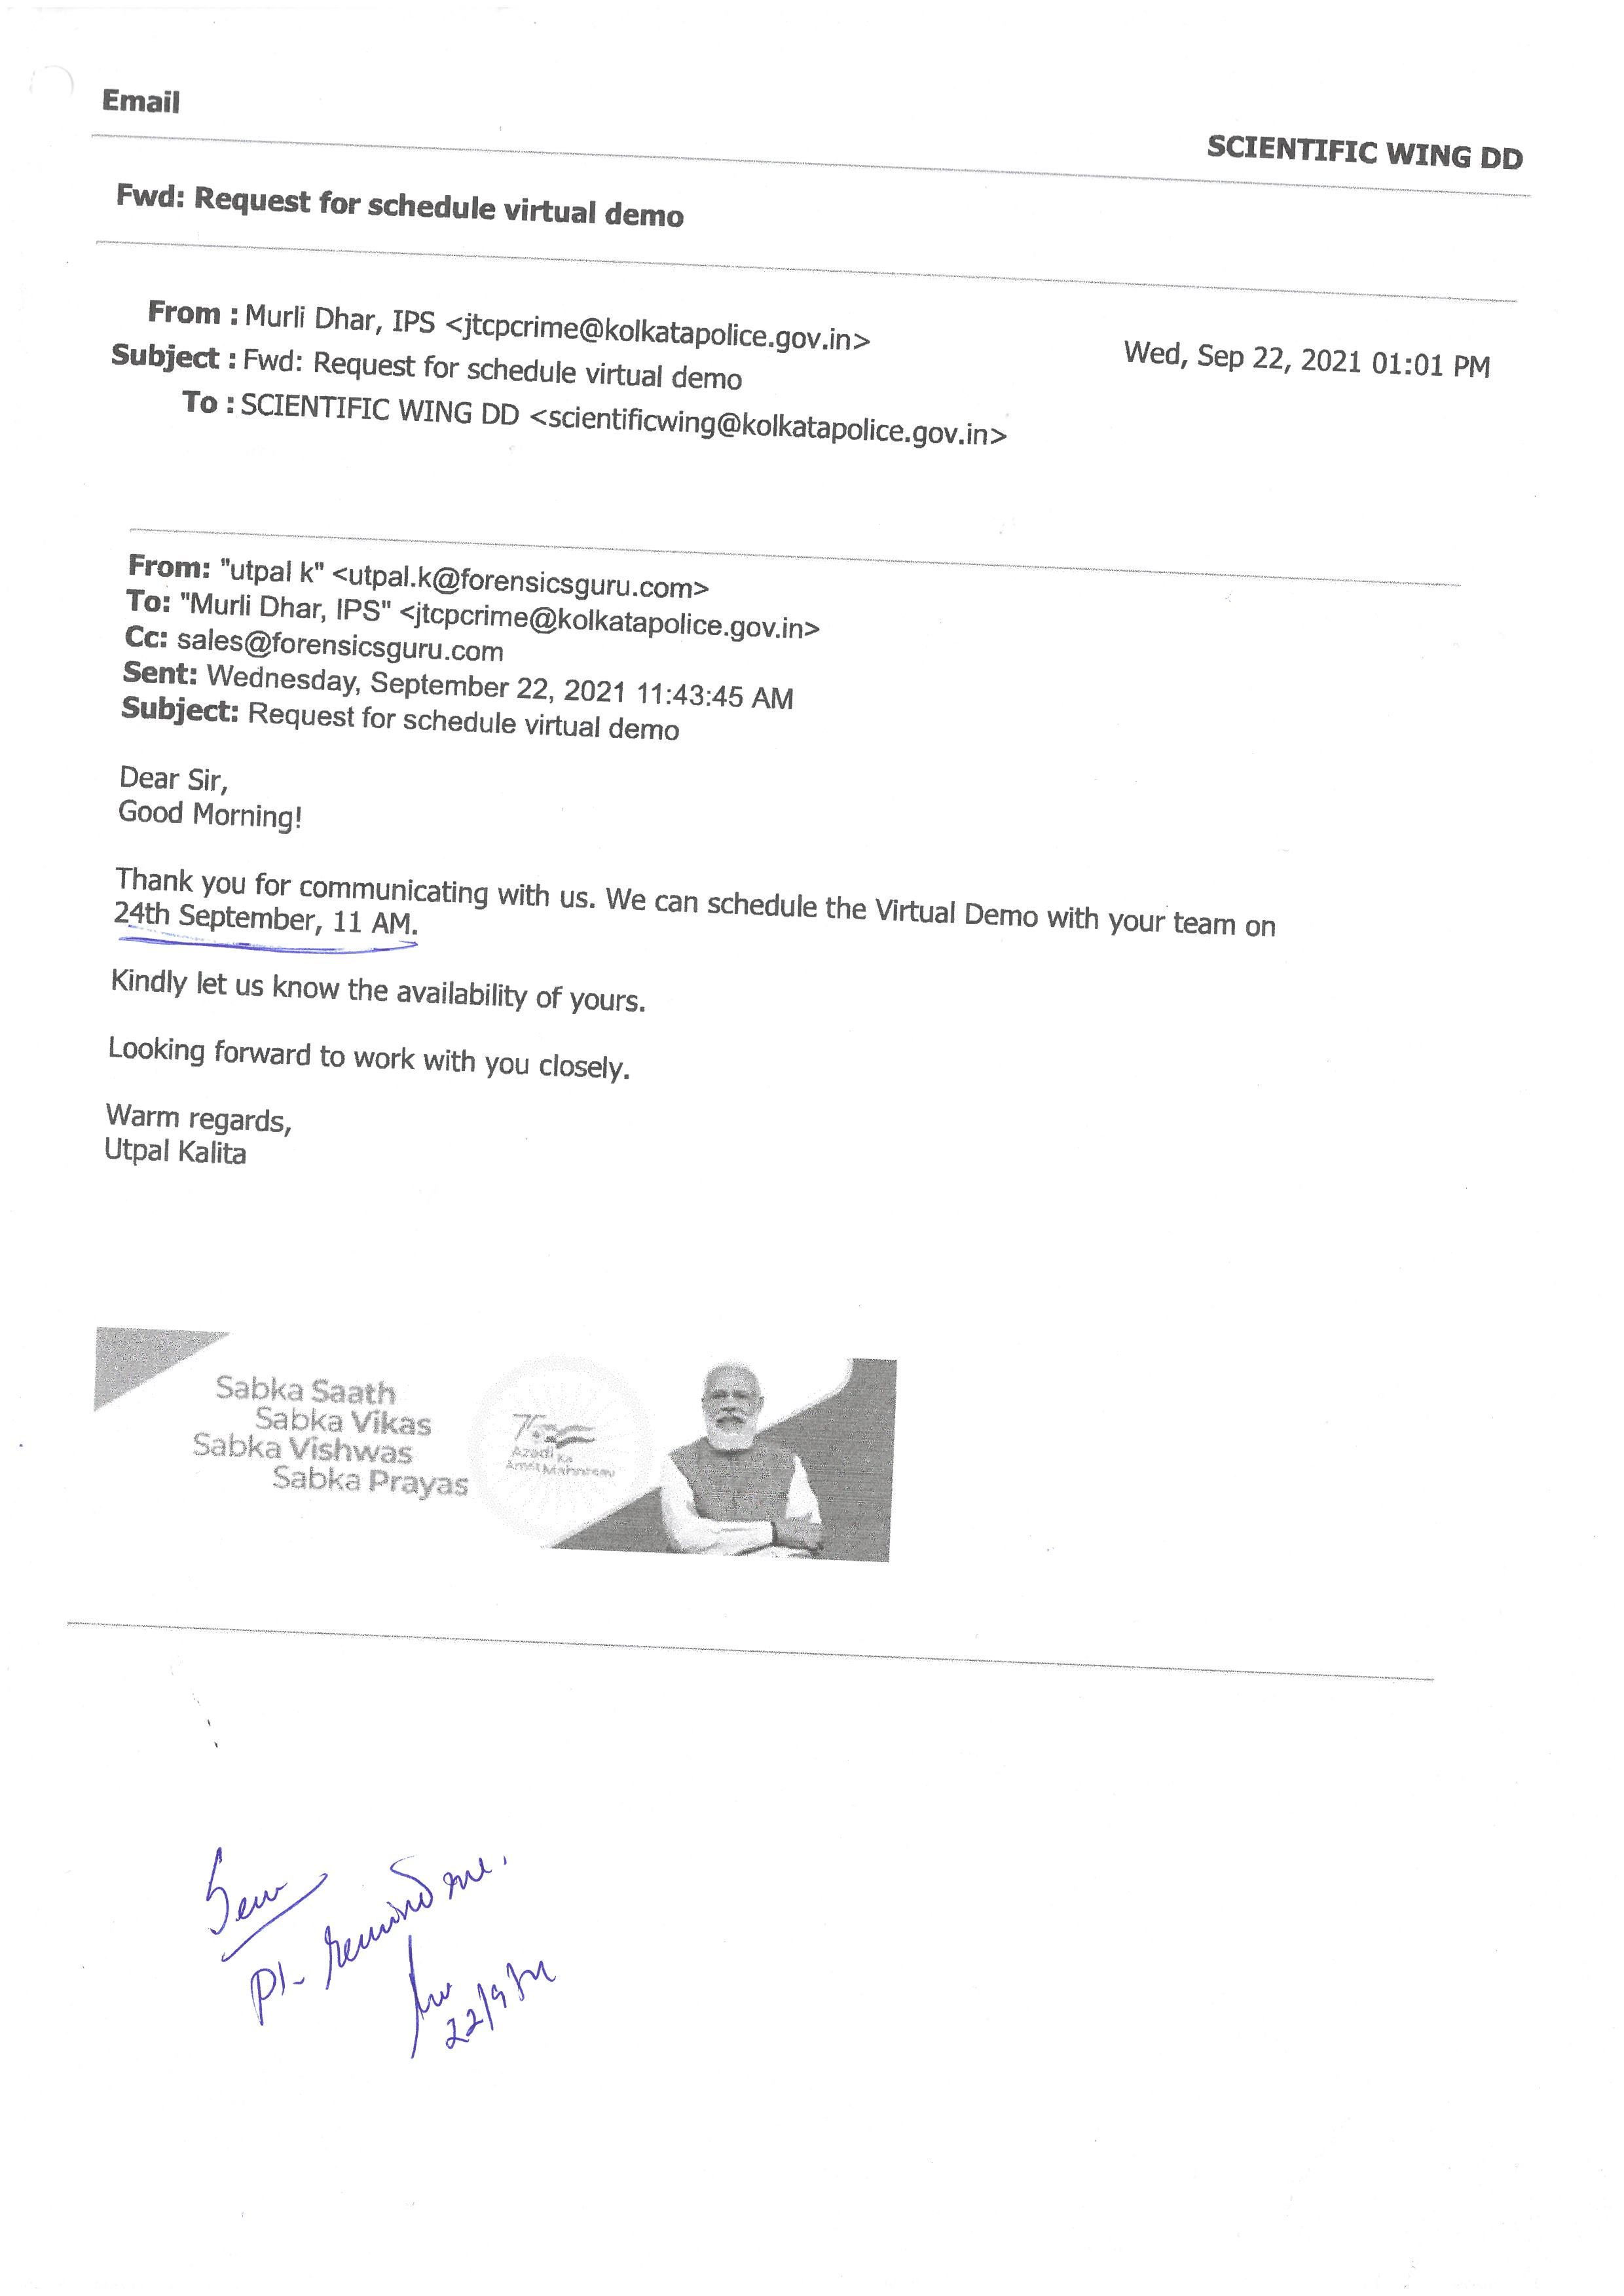 Email
SCIENTIFIC WING DD
Fwd: Request for schedule virtual demo
From : Murli Dhar, IPS <jtcpcrime@kolkatapolice.gov.in>
Wed, Sep 22, 2021 01:01 PM
Subject : Fwd: Request for schedule virtual demo
To : SCIENTIFIC WING DD <scientificwing@kolkatapolice.gov.in>
From: "utpal k" <utpal.k@forensicsguru.com>
To: "Murli Dhar, IPS" <jtcpcrime@kolkatapolice.gov.in>
Cc: sales@forensicsguru.com
Sent: Wednesday, September 22, 2021 11:43:45 AM
Subject: Request for schedule virtual demo
Dear Sir,
Good Morning!
Thank you for communicating with us. We can schedule the Virtual Demo with your team on
24th September, 11 AM.
Kindly let us know the availability of yours.
Looking forward to work with you closely.
Warm regards,
Utpal Kalita
Sabka Saath
Sabka Vikas
Sabka Vishwas
Sabka Prayas
75
Azadi Ka
Amrit Mahotsav
Pl- remind me.
22/9/21